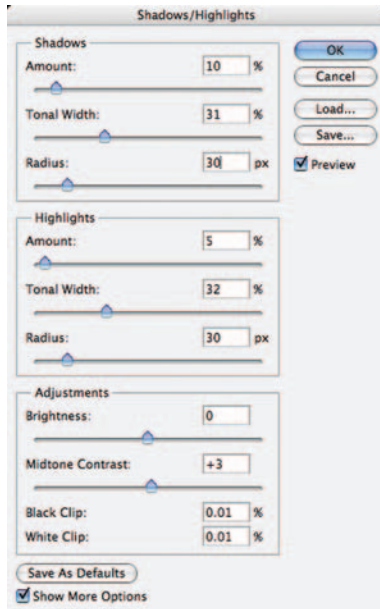 Shadows/Highlights
Shadows
Amount: 10 %
Tonal Width: 31 %
Radius: 30 px
Highlights
Amount: 5 %
Tonal Width: 32 %
Radius: 30 px
Adjustments
Brightness: 0
Midtone Contrast: +3
Black Clip: 0.01 %
White Clip: 0.01 %
Save As Defaults
Show More Options
OK
Cancel
Load...
Save...
Preview